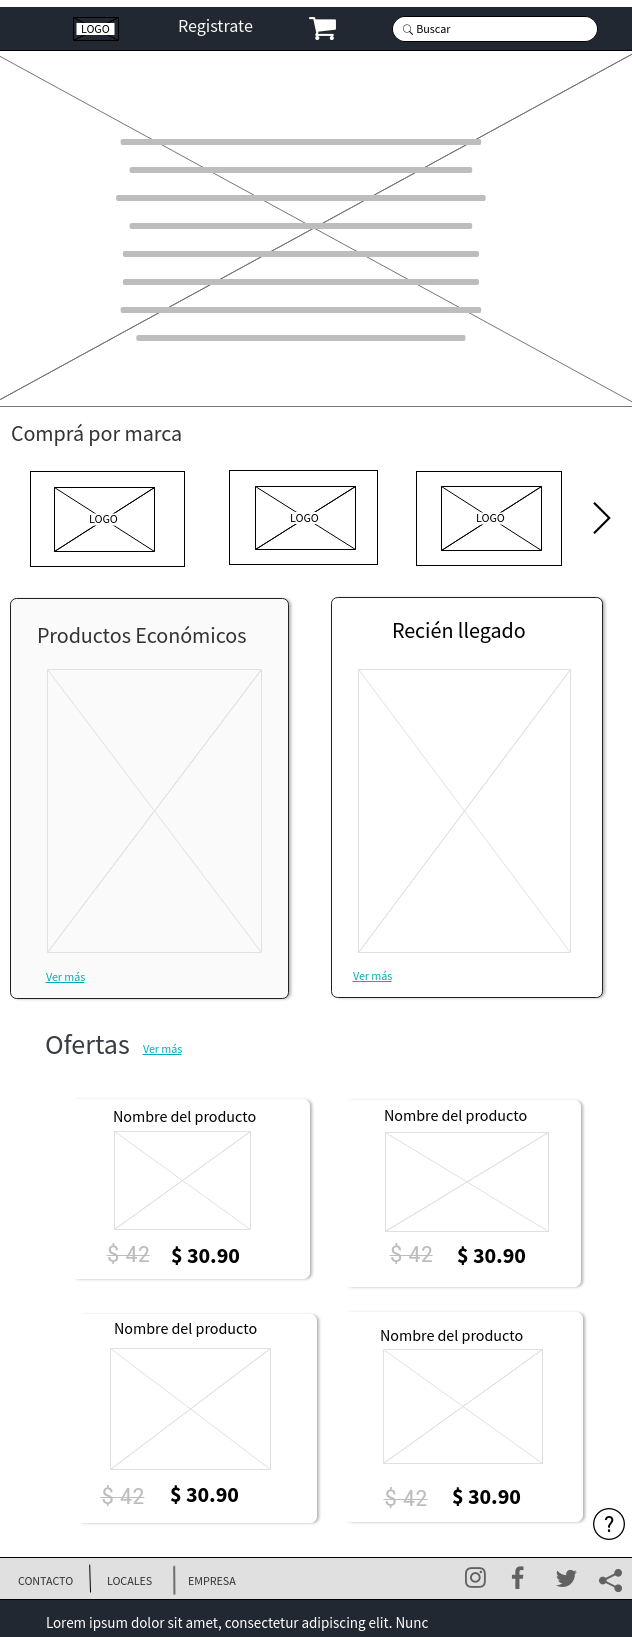 LOGO Registrate Buscar
Comprá por marca
LOGO LOGO LOGO
Productos Económicos Recién llegado
Ver más Ver más
Ofertas Ver más
Nombre del producto Nombre del producto
$ 42 $ 30.90 $ 42 $ 30.90
Nombre del producto Nombre del producto
$ 42 $ 30.90 $ 42 $ 30.90
?
CONTACTO LOCALES EMPRESA
Lorem ipsum dolor sit amet, consectetur adipiscing elit. Nunc